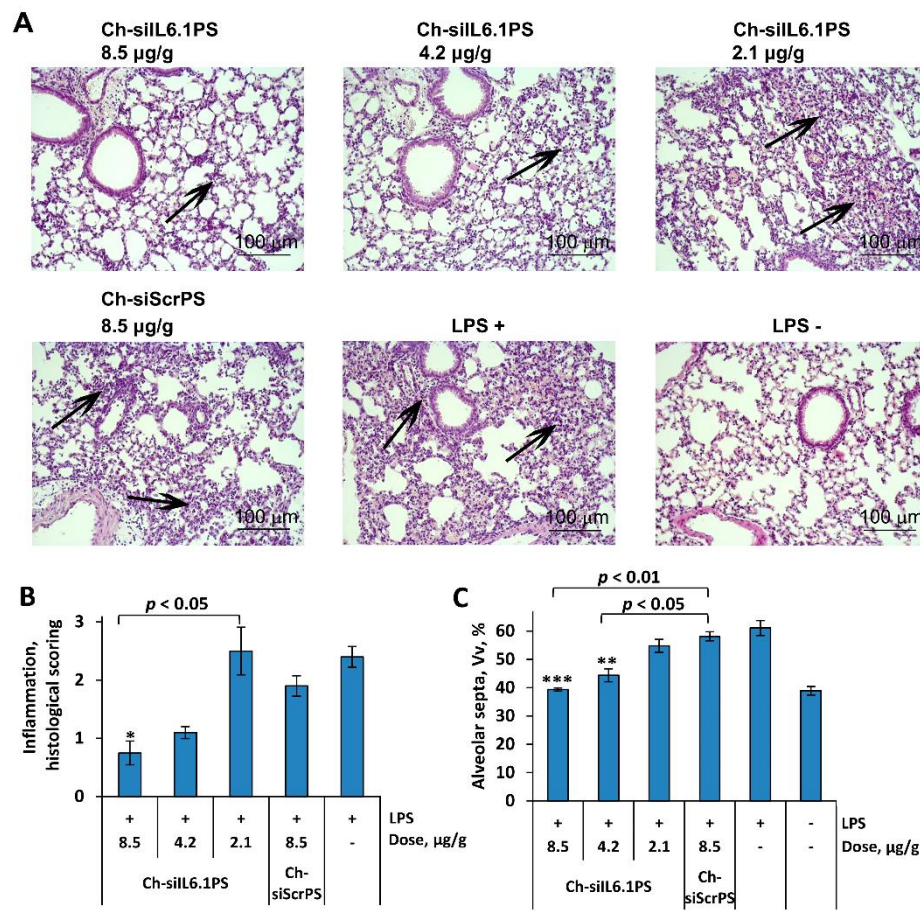 A
Ch-siIL6.1PS
8.5 µg/g
Ch-siIL6.1PS
4.2 µg/g
Ch-siIL6.1PS
2.1 µg/g
100 µm
100 µm
100 µm
Ch-siScrPS
8.5 µg/g
LPS +
LPS -
100 µm
100 µm
100 µm
B
p < 0.05
Inflammation,
histological scoring
3
2
1
0
*
+ + + + + LPS
8.5 4.2 2.1 8.5 - Dose, µg/g
Ch-siIL6.1PS
Ch-
siScrPS
C
p < 0.01
p < 0.05
Alveolar septa, Vv, %
60
50
40
30
20
10
0
***
**
+ + + + + - LPS
8.5 4.2 2.1 8.5 - - Dose, µg/g
Ch-siIL6.1PS
Ch-
siScrPS